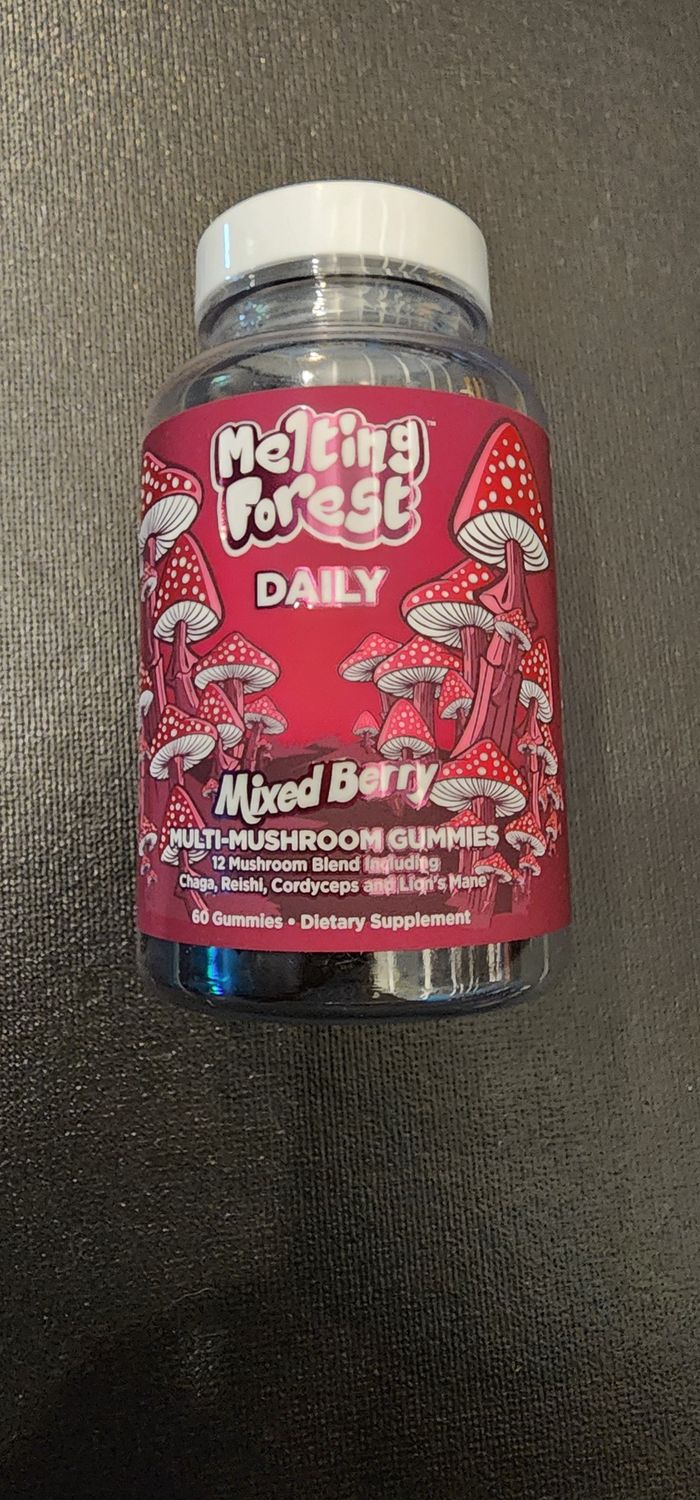 Melting™
Forest
DAILY
Mixed Berry
MULTI-MUSHROOM GUMMIES
12 Mushroom Blend Including
Chaga, Reishi, Cordyceps and Lion's Mane
60 Gummies • Dietary Supplement